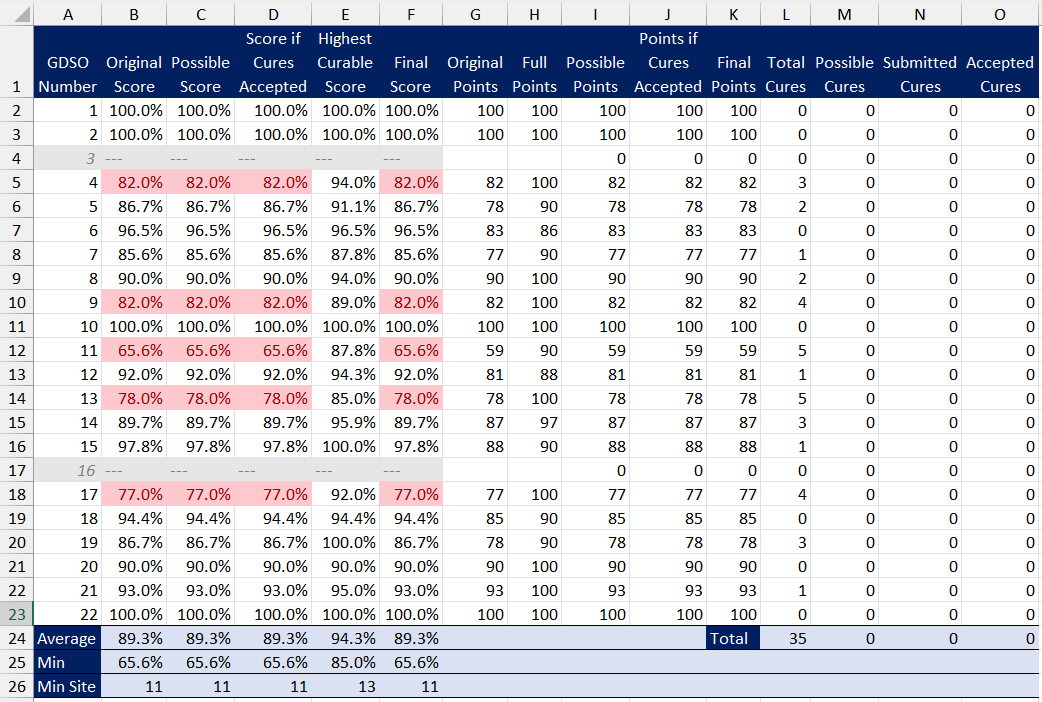 A B C D E F G H I J K L M N O
1 GDSO Number Original Score Possible Score Score if Cures Accepted Highest Curable Score Final Score Original Points Full Points Possible Points Points if Cures Accepted Final Points Total Cures Possible Cures Submitted Cures Accepted Cures
2 1 100.0% 100.0% 100.0% 100.0% 100.0% 100 100 100 100 100 0 0 0 0
3 2 100.0% 100.0% 100.0% 100.0% 100.0% 100 100 100 100 100 0 0 0 0
4 3 --- --- --- --- --- 0 0 0 0 0 0 0
5 4 82.0% 82.0% 82.0% 94.0% 82.0% 82 100 82 82 82 3 0 0 0
6 5 86.7% 86.7% 86.7% 91.1% 86.7% 78 90 78 78 78 2 0 0 0
7 6 96.5% 96.5% 96.5% 96.5% 96.5% 83 86 83 83 83 0 0 0 0
8 7 85.6% 85.6% 85.6% 87.8% 85.6% 77 90 77 77 77 1 0 0 0
9 8 90.0% 90.0% 90.0% 94.0% 90.0% 90 100 90 90 90 2 0 0 0
10 9 82.0% 82.0% 82.0% 89.0% 82.0% 82 100 82 82 82 4 0 0 0
11 10 100.0% 100.0% 100.0% 100.0% 100.0% 100 100 100 100 100 0 0 0 0
12 11 65.6% 65.6% 65.6% 87.8% 65.6% 59 90 59 59 59 5 0 0 0
13 12 92.0% 92.0% 92.0% 94.3% 92.0% 81 88 81 81 81 1 0 0 0
14 13 78.0% 78.0% 78.0% 85.0% 78.0% 78 100 78 78 78 5 0 0 0
15 14 89.7% 89.7% 89.7% 95.9% 89.7% 87 97 87 87 87 3 0 0 0
16 15 97.8% 97.8% 97.8% 100.0% 97.8% 88 90 88 88 88 1 0 0 0
17 16 --- --- --- --- --- 0 0 0 0 0 0 0
18 17 77.0% 77.0% 77.0% 92.0% 77.0% 77 100 77 77 77 4 0 0 0
19 18 94.4% 94.4% 94.4% 94.4% 94.4% 85 90 85 85 85 0 0 0 0
20 19 86.7% 86.7% 86.7% 100.0% 86.7% 78 90 78 78 78 3 0 0 0
21 20 90.0% 90.0% 90.0% 90.0% 90.0% 90 100 90 90 90 0 0 0 0
22 21 93.0% 93.0% 93.0% 95.0% 93.0% 93 100 93 93 93 1 0 0 0
23 22 100.0% 100.0% 100.0% 100.0% 100.0% 100 100 100 100 100 0 0 0 0
24 Average 89.3% 89.3% 89.3% 94.3% 89.3% Total 35 0 0 0
25 Min 65.6% 65.6% 65.6% 85.0% 65.6%
26 Min Site 11 11 11 13 11